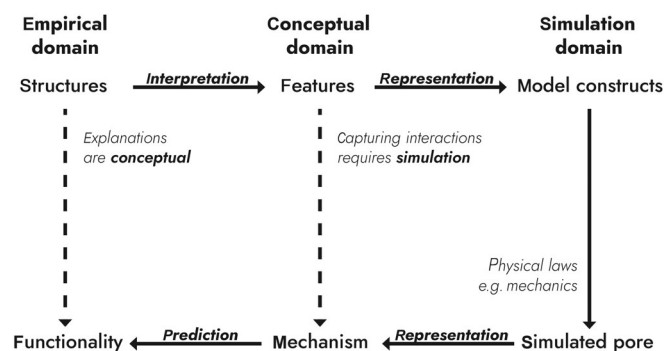 Empirical domain
Conceptual domain
Simulation domain
Structures
Interpretation
Features
Representation
Model constructs
Explanations
are conceptual
Capturing interactions
requires simulation
Physical laws
e.g. mechanics
Functionality
Prediction
Mechanism
Representation
Simulated pore